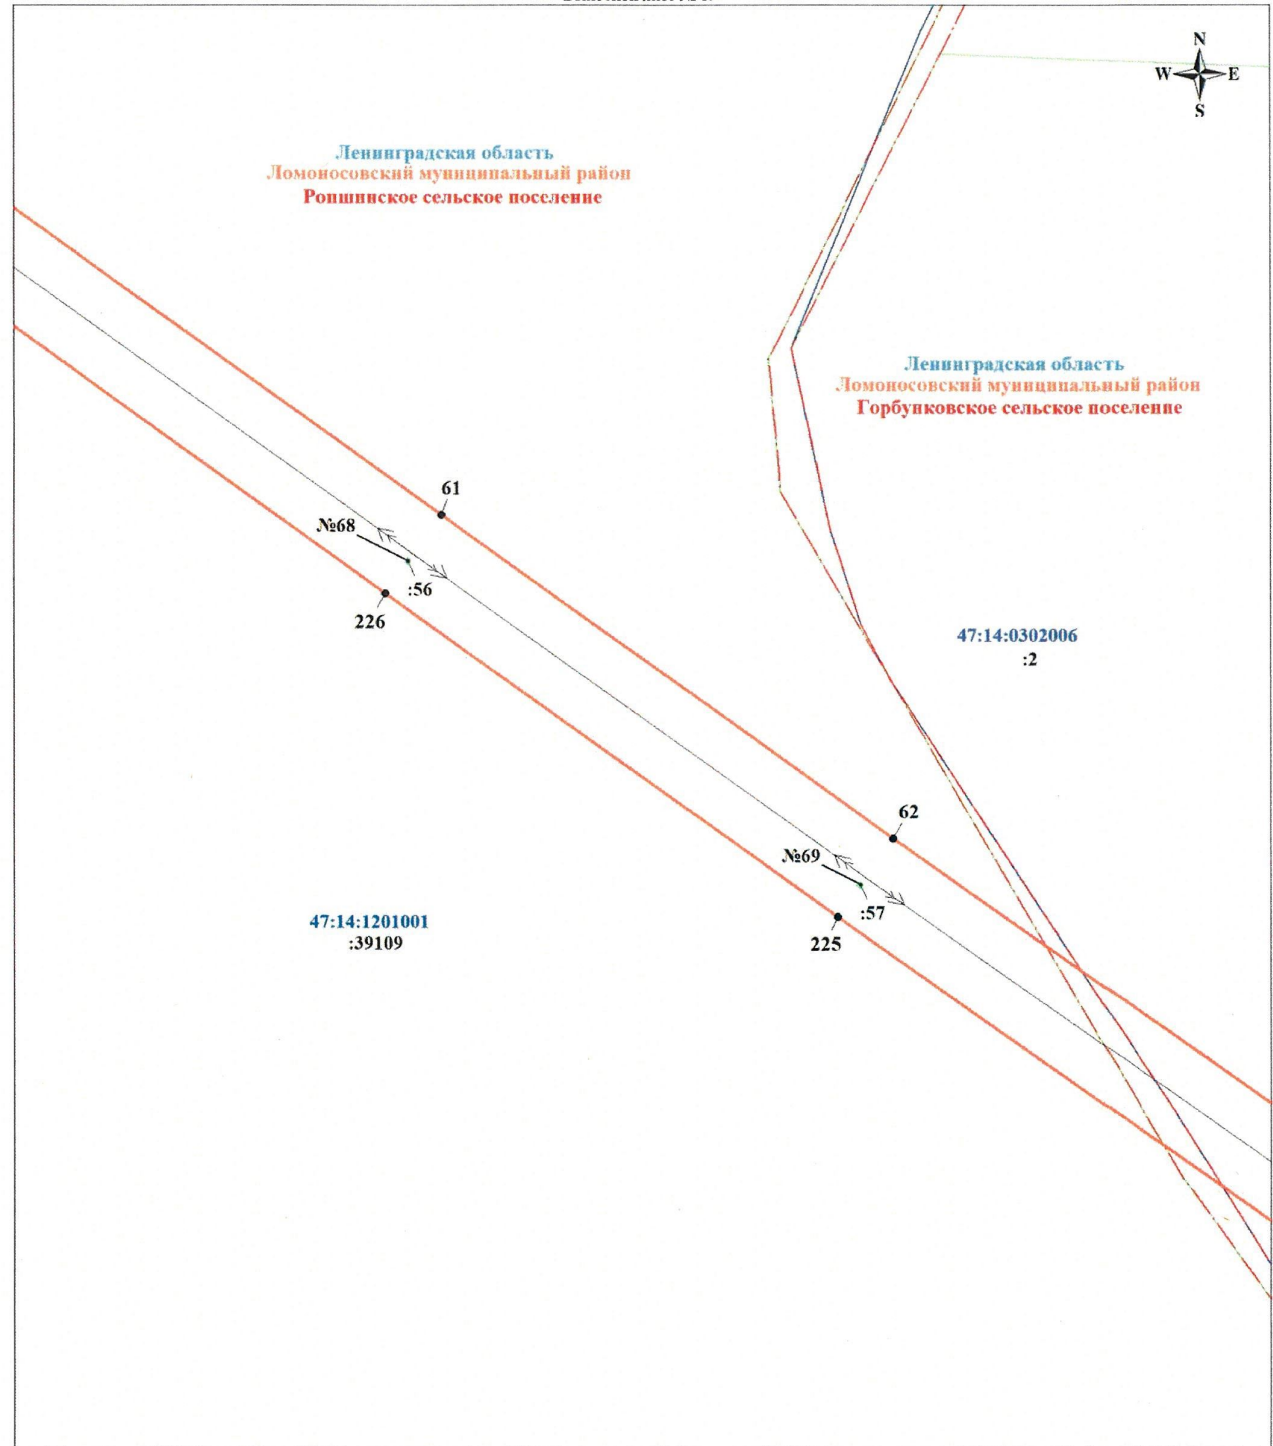 N
W E
S
Ленинградская область
Ломоносовский муниципальный район
Ропшинское сельское поселение
Ленинградская область
Ломоносовский муниципальный район
Горбунковское сельское поселение
61
№68
:56
226
47:14:0302006
:2
62
№69
:57
225
47:14:1201001
:39109